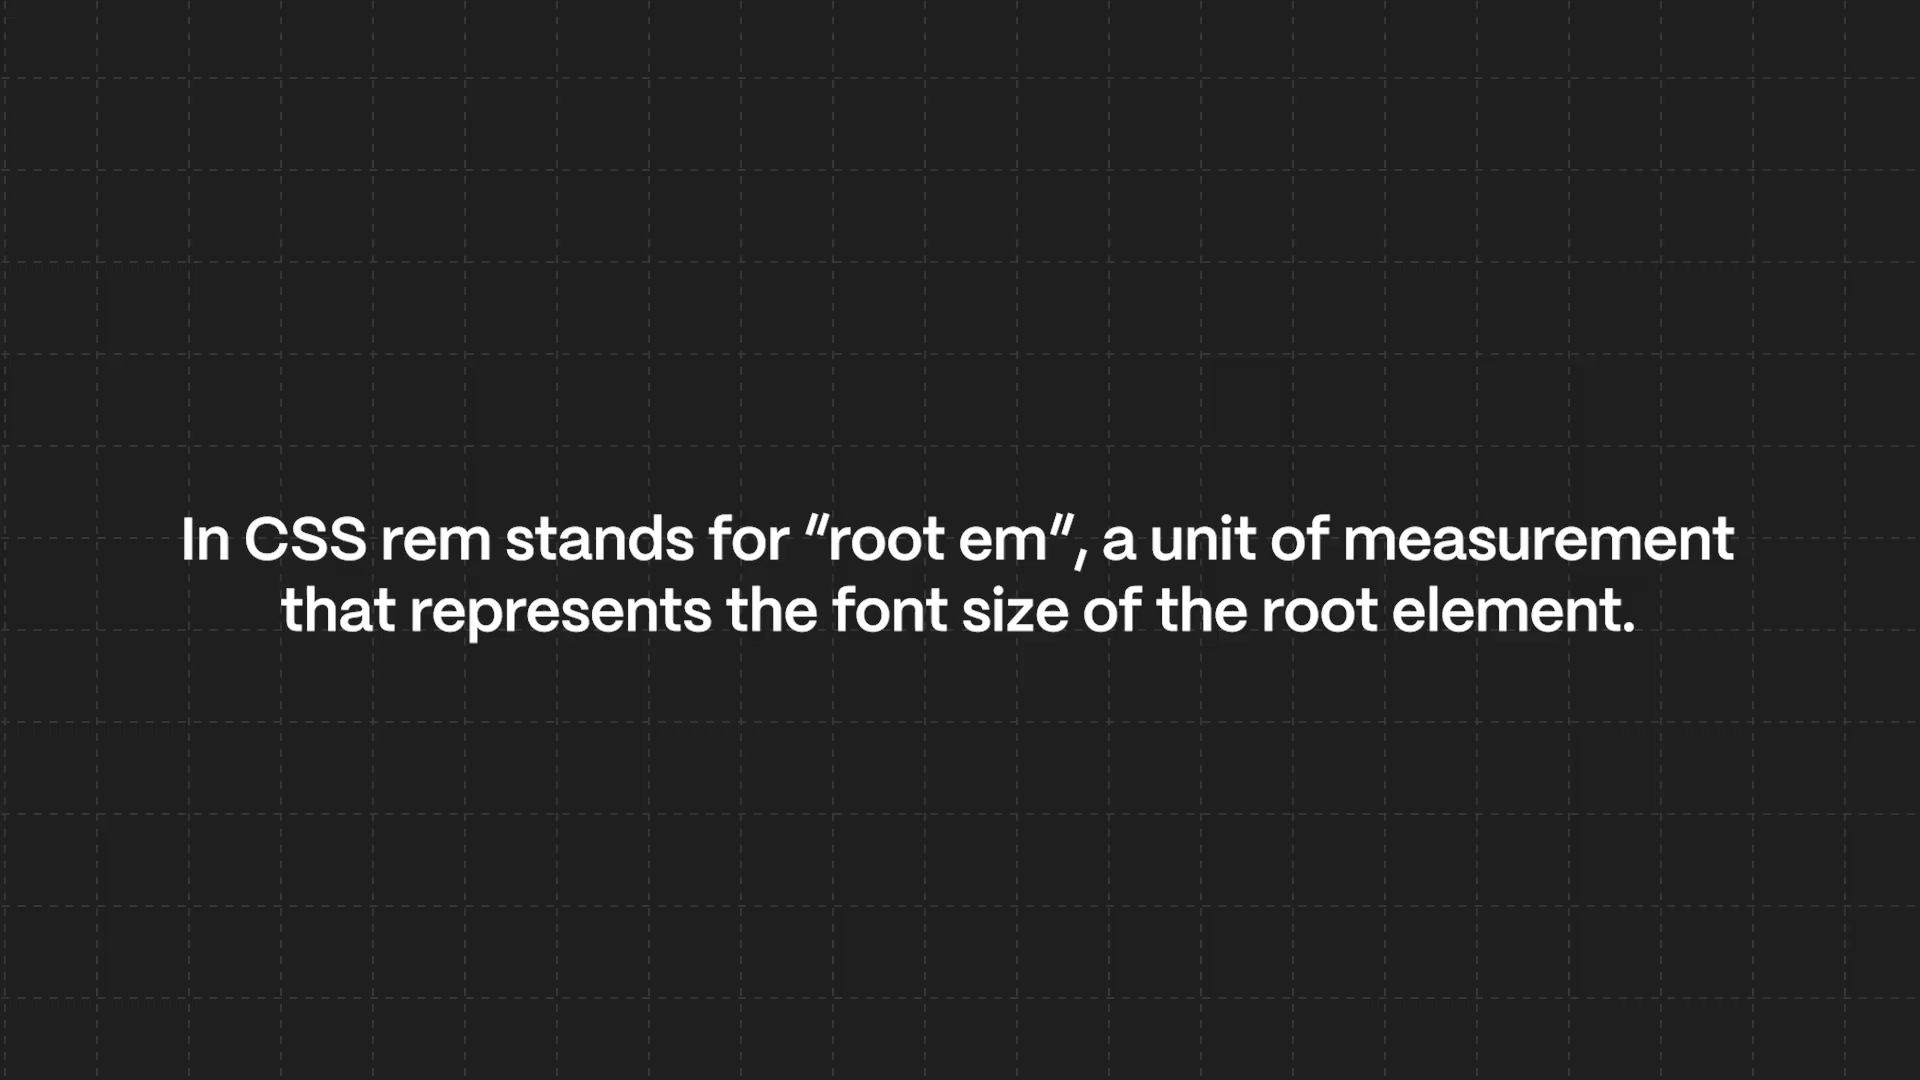 In CSS rem stands for “root em”, a unit of measurement
that represents the font size of the root element.